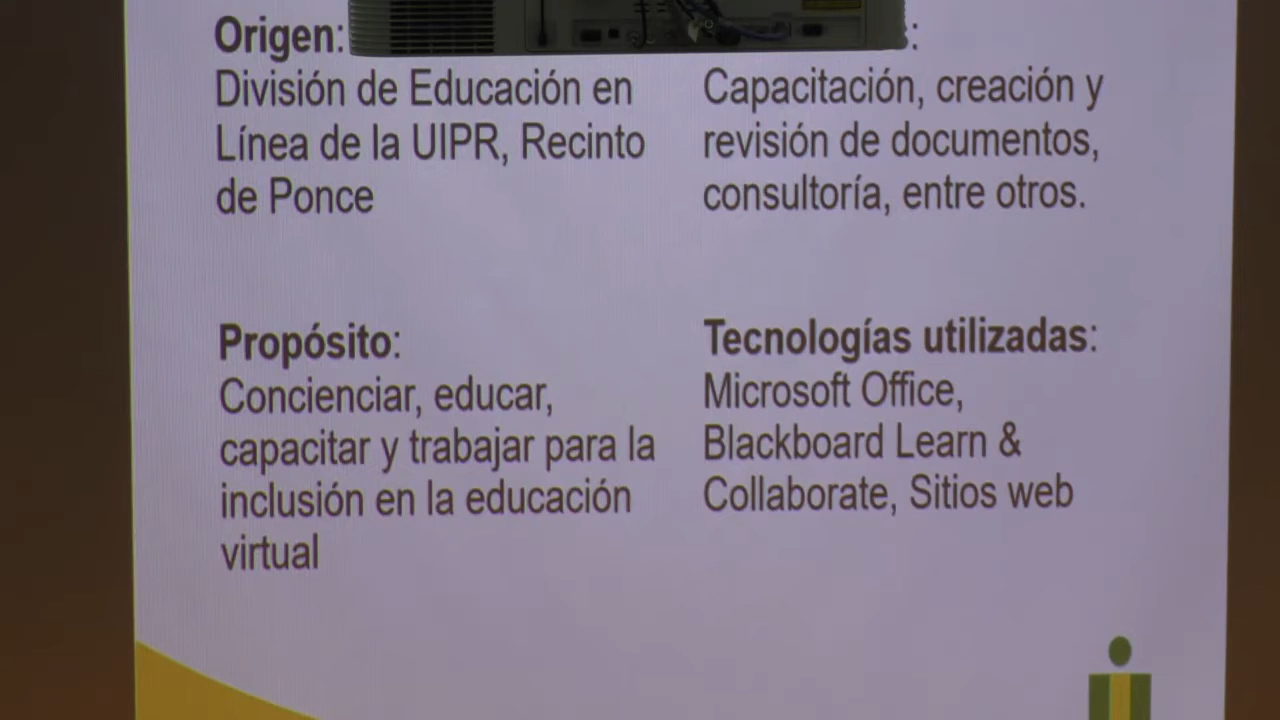 Origen:
División de Educación en
Línea de la UIPR, Recinto
de Ponce
:
Capacitación, creación y
revisión de documentos,
consultoría, entre otros.
Propósito:
Concienciar, educar,
capacitar y trabajar para la
inclusión en la educación
virtual
Tecnologías utilizadas:
Microsoft Office,
Blackboard Learn &
Collaborate, Sitios web